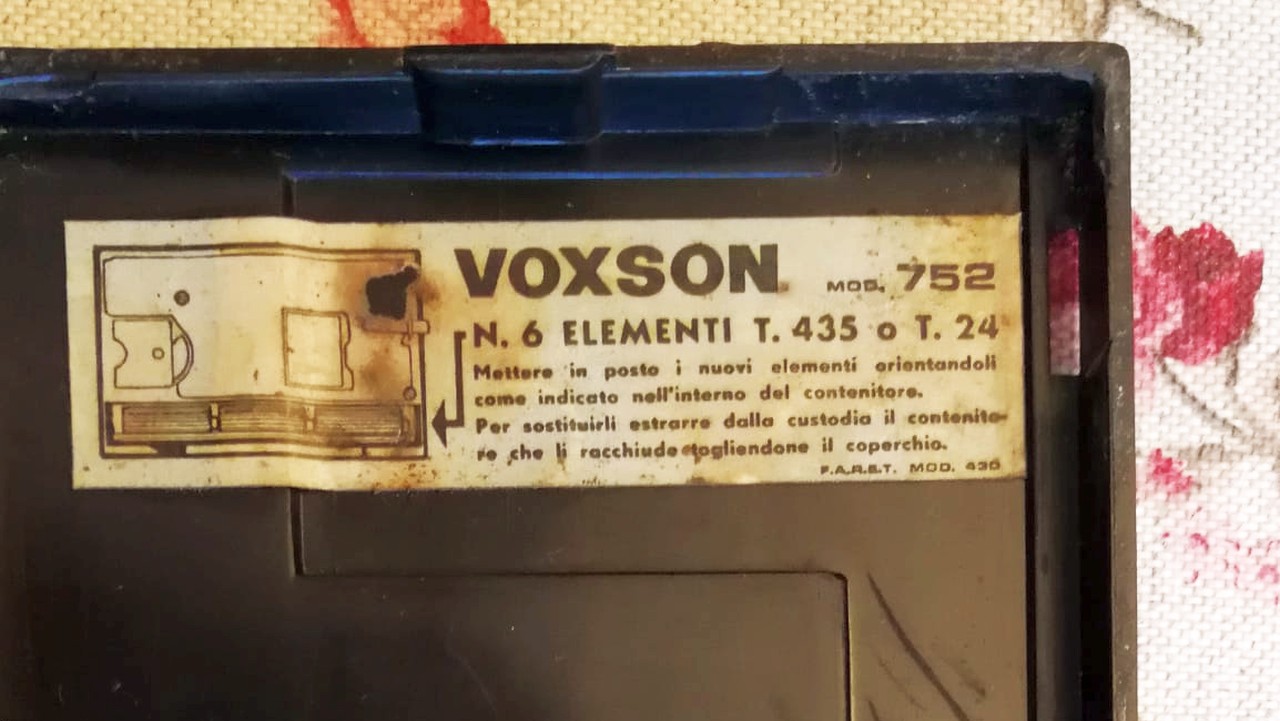 VOXSON MOD. 752
N. 6 ELEMENTI T. 435 o T. 24
Mettere in posto i nuovi elementi orientandoli
come indicato nell'interno del contenitore.
Per sostituirli estrarre dalla custodia il contenito-
re che li racchiude togliendone il coperchio.
F.A.R.E.T. MOD. 430